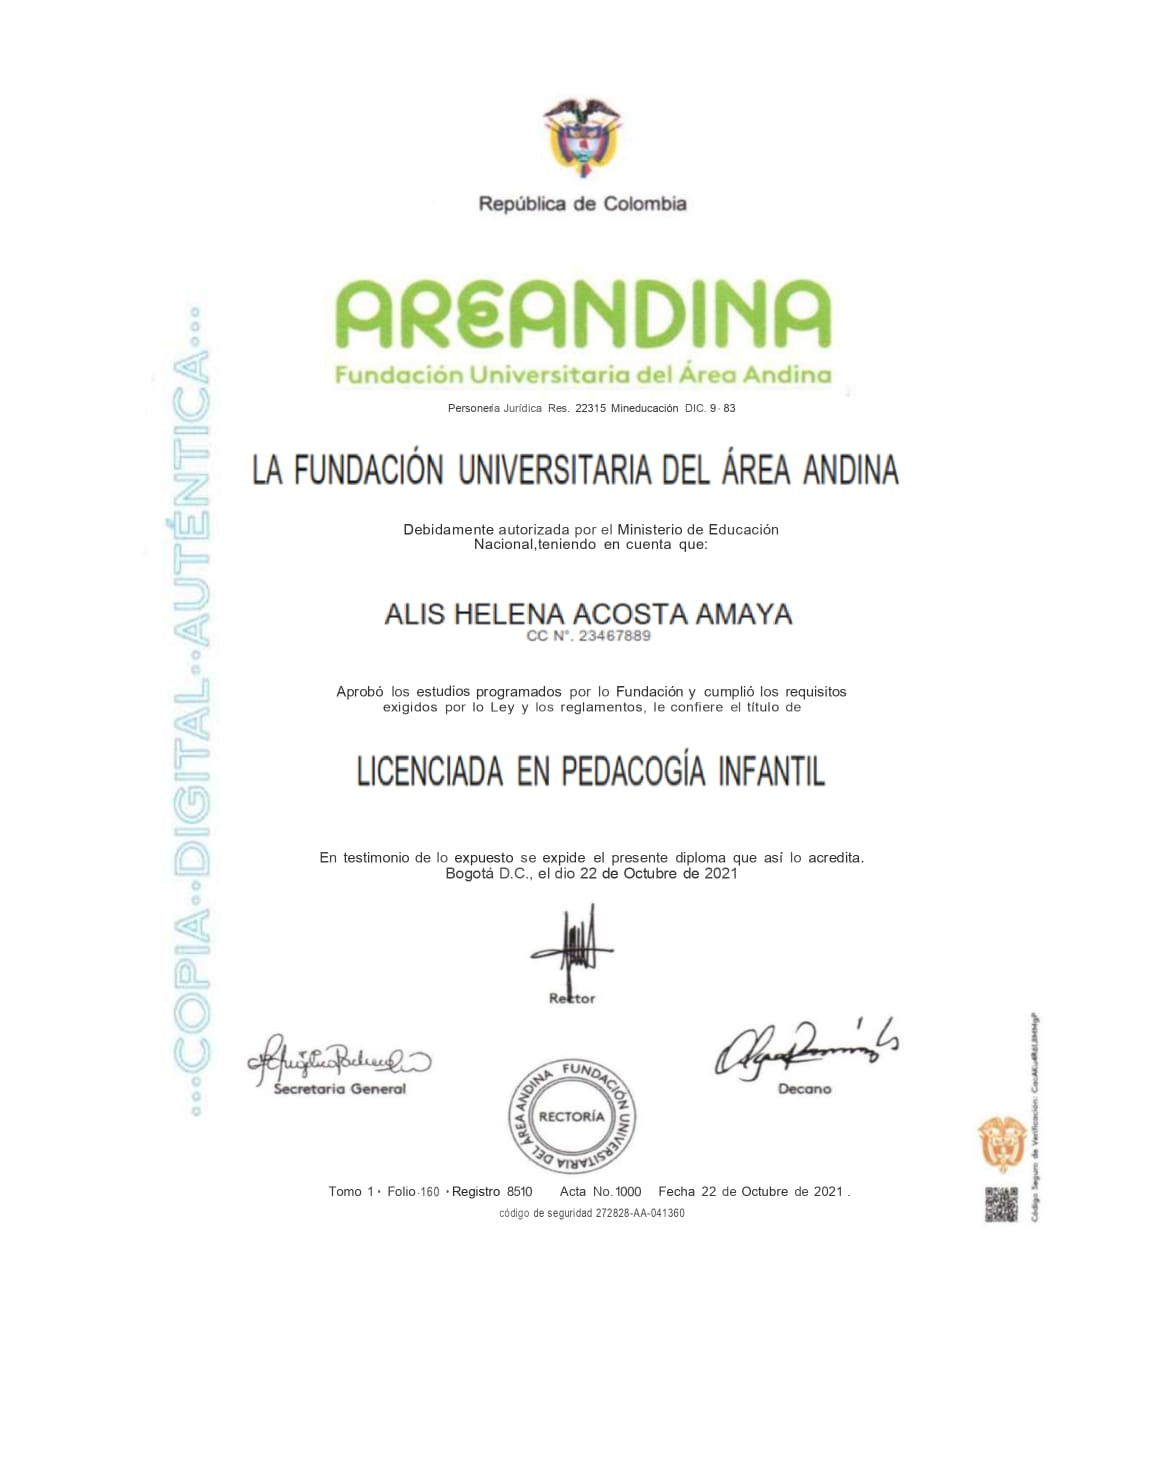 República de Colombia
AREANDINA
Fundación Universitaria del Área Andina
Personería Jurídica Res. 22315 Mineducación DIC. 9 · 83
LA FUNDACIÓN UNIVERSITARIA DEL ÁREA ANDINA
Debidamente autorizada por el Ministerio de Educación
Nacional,teniendo en cuenta que:
ALIS HELENA ACOSTA AMAYA
CC N°. 23467889
Aprobó los estudios programados por lo Fundación y cumplió los requisitos
exigidos por lo Ley y los reglamentos, le confiere el título de
LICENCIADA EN PEDACOGÍA INFANTIL
En testimonio de lo expuesto se expide el presente diploma que así lo acredita.
Bogotá D.C., el dio 22 de Octubre de 2021
Rector
Secretaria General
Decano
FUNDACIÓN UNIVERSITARIA DEL ÁREA ANDINA
RECTORÍA
Tomo 1 · Folio·160 · Registro 8510 Acta No. 1000 Fecha 22 de Octubre de 2021 .
código de seguridad 272828-AA-041360
...COPIA..DIGITAL..AUTÉNTICA...
Código Seguro de Verificación: